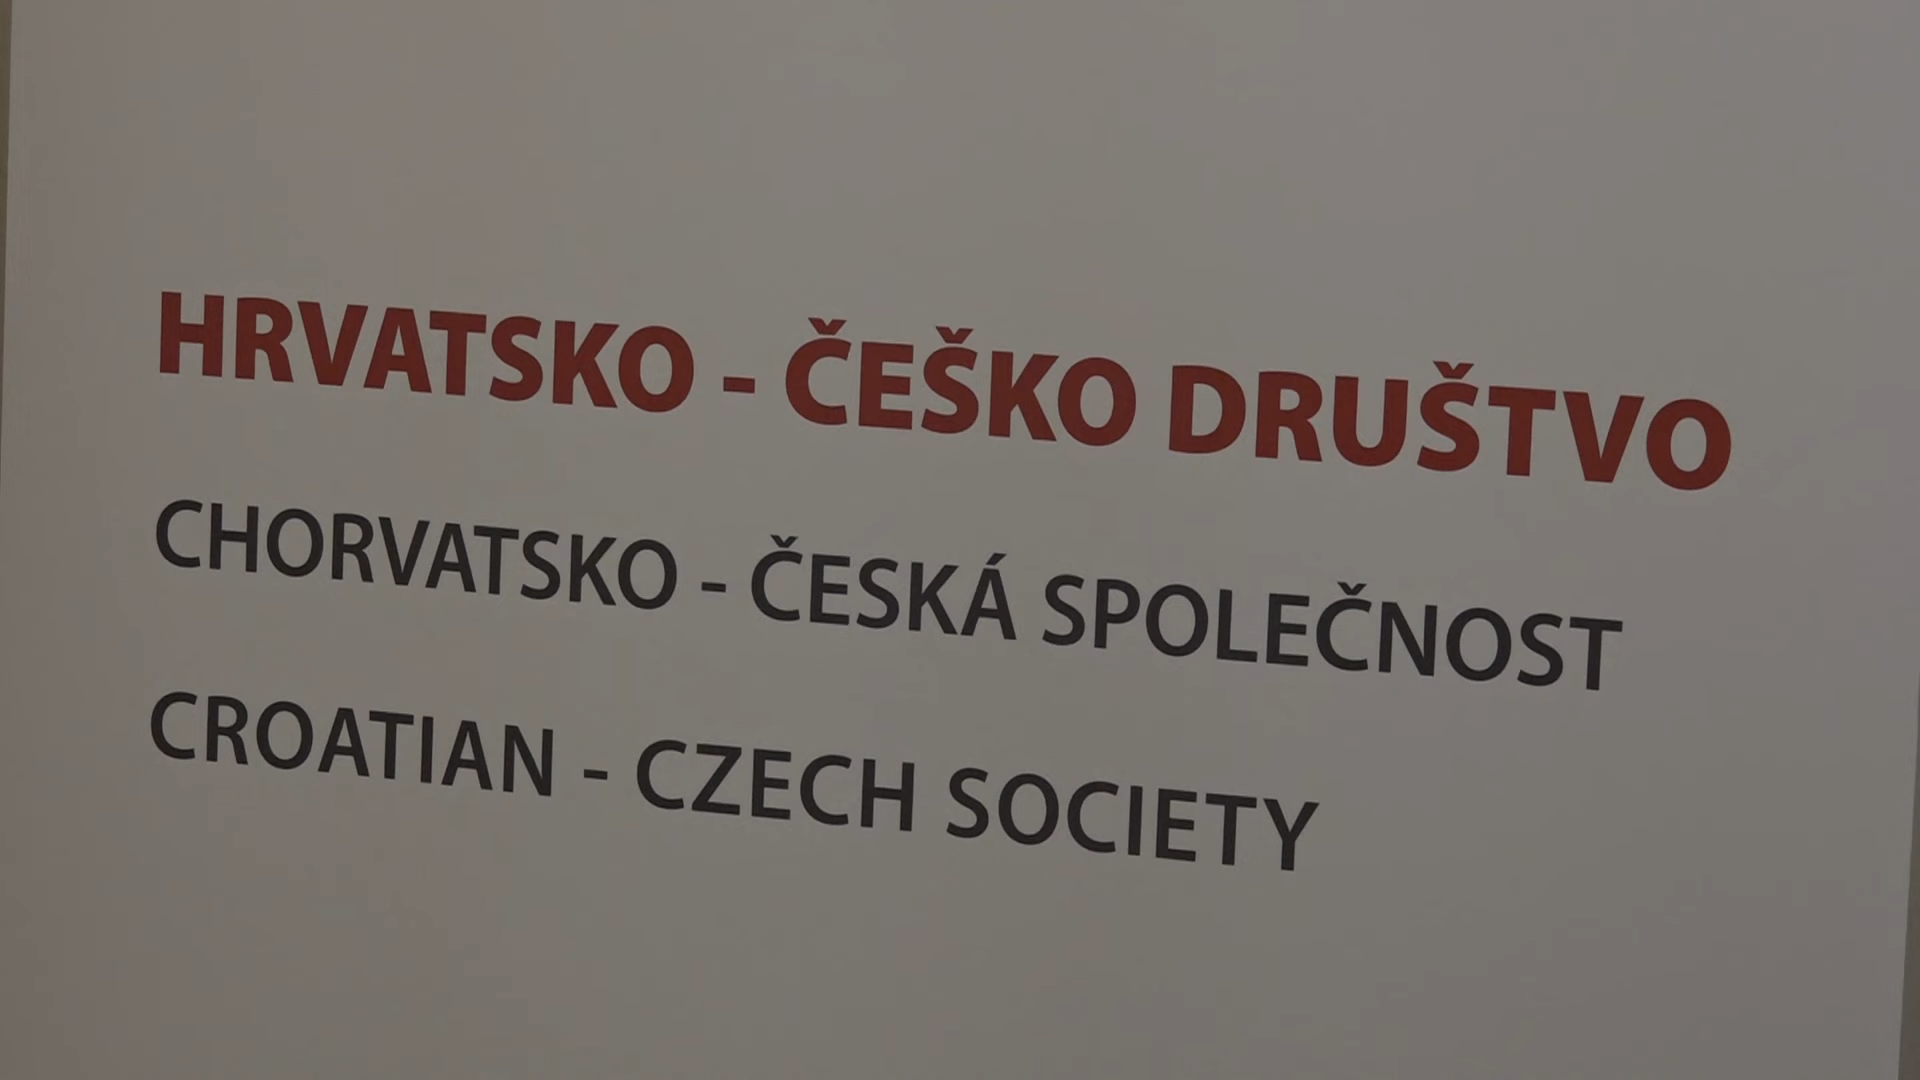 HRVATSKO - ČEŠKO DRUŠTVO
CHORVATSKO - ČESKÁ SPOLEČNOST
CROATIAN - CZECH SOCIETY